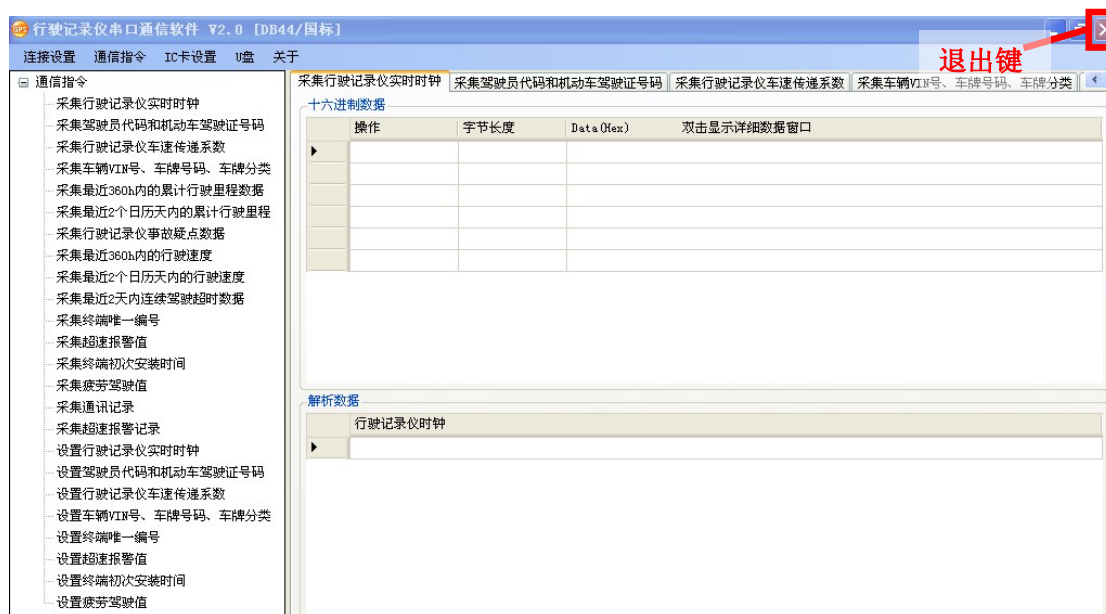 行驶记录仪串口通信软件 V2.0 [DB44/国标]
连接设置 通信指令 IC卡设置 U盘 关于
退出键
通信指令
采集行驶记录仪实时时钟
采集驾驶员代码和机动车驾驶证号码
采集行驶记录仪车速传递系数
采集车辆VIN号、车牌号码、车牌分类
采集最近360h内的累计行驶里程数据
采集最近2个日历天内的累计行驶里程
采集行驶记录仪事故疑点数据
采集最近360h内的行驶速度
采集最近2个日历天内的行驶速度
采集最近2天内连续驾驶超时数据
采集终端唯一编号
采集超速报警值
采集终端初次安装时间
采集疲劳驾驶值
采集通讯记录
采集超速报警记录
设置行驶记录仪实时时钟
设置驾驶员代码和机动车驾驶证号码
设置行驶记录仪车速传递系数
设置车辆VIN号、车牌号码、车牌分类
设置终端唯一编号
设置超速报警值
设置终端初次安装时间
设置疲劳驾驶值
采集行驶记录仪实时时钟 采集驾驶员代码和机动车驾驶证号码 采集行驶记录仪车速传递系数 采集车辆VIN号、车牌号码、车牌分类
十六进制数据
操作 字节长度 Data(Hex) 双击显示详细数据窗口
解析数据
行驶记录仪时钟